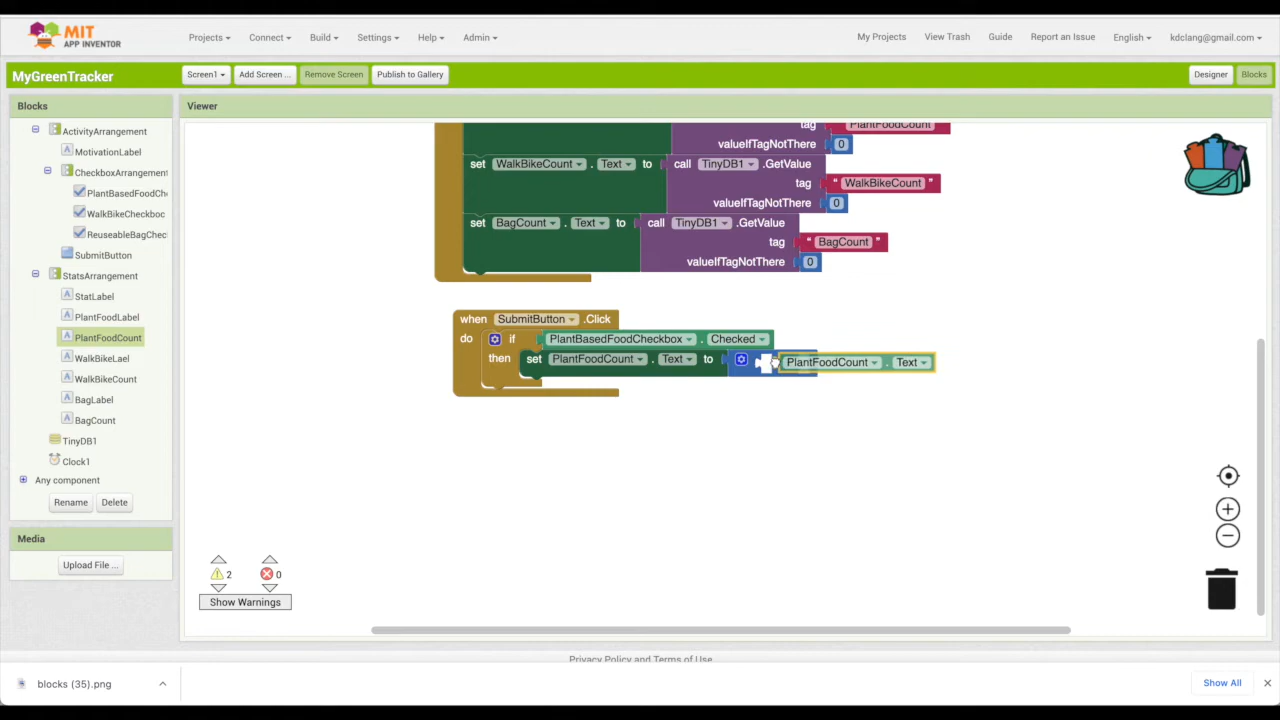 MIT
APP INVENTOR
Projects Connect Build Settings Help Admin My Projects View Trash Guide Report an Issue English kdclang@gmail.com
MyGreenTracker Screen1 Add Screen ... Remove Screen Publish to Gallery Designer Blocks
Blocks
Viewer
ActivityArrangement
MotivationLabel
CheckboxArrangement
PlantBasedFoodCh
WalkBikeCheckboc
ReuseableBagChec
SubmitButton
StatsArrangement
StatLabel
PlantFoodLabel
PlantFoodCount
WalkBikeLael
WalkBikeCount
BagLabel
BagCount
TinyDB1
Clock1
Any component
Rename Delete
Media
Upload File ...
tag “ PlantFoodCount ”
valueIfTagNotThere 0
set WalkBikeCount . Text to call TinyDB1 .GetValue
tag “ WalkBikeCount ”
valueIfTagNotThere 0
set BagCount . Text to call TinyDB1 .GetValue
tag “ BagCount ”
valueIfTagNotThere 0
when SubmitButton .Click
do if PlantBasedFoodCheckbox . Checked
then set PlantFoodCount . Text to PlantFoodCount . Text
2 0
Show Warnings
Privacy Policy and Terms of Use
blocks (35).png Show All